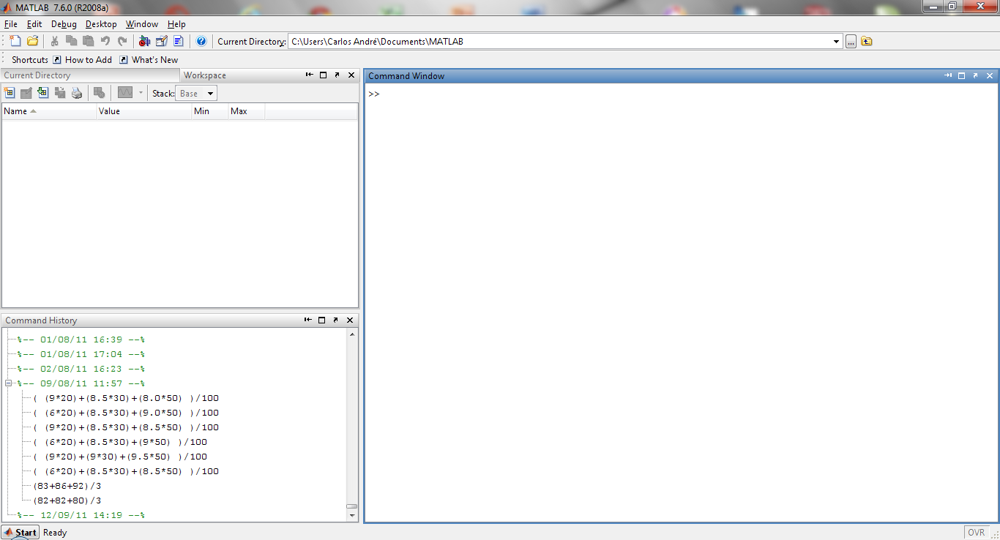 MATLAB 7.6.0 (R2008a)
File Edit Debug Desktop Window Help
Current Directory: C:\Users\Carlos André\Documents\MATLAB ...
Shortcuts How to Add What's New
Current Directory Workspace
Stack: Base
Name Value Min Max
Command History
%-- 01/08/11 16:39 --%
%-- 01/08/11 17:04 --%
%-- 02/08/11 16:23 --%
%-- 09/08/11 11:57 --%
( (9*20)+(8.5*30)+(8.0*50) )/100
( (6*20)+(8.5*30)+(9.0*50) )/100
( (9*20)+(8.5*30)+(8.5*50) )/100
( (6*20)+(8.5*30)+(9*50) )/100
( (9*20)+(9*30)+(9.5*50) )/100
( (6*20)+(8.5*30)+(8.5*50) )/100
(83+86+92)/3
(82+82+80)/3
%-- 12/09/11 14:19 --%
Command Window
>>
Start Ready
OVR